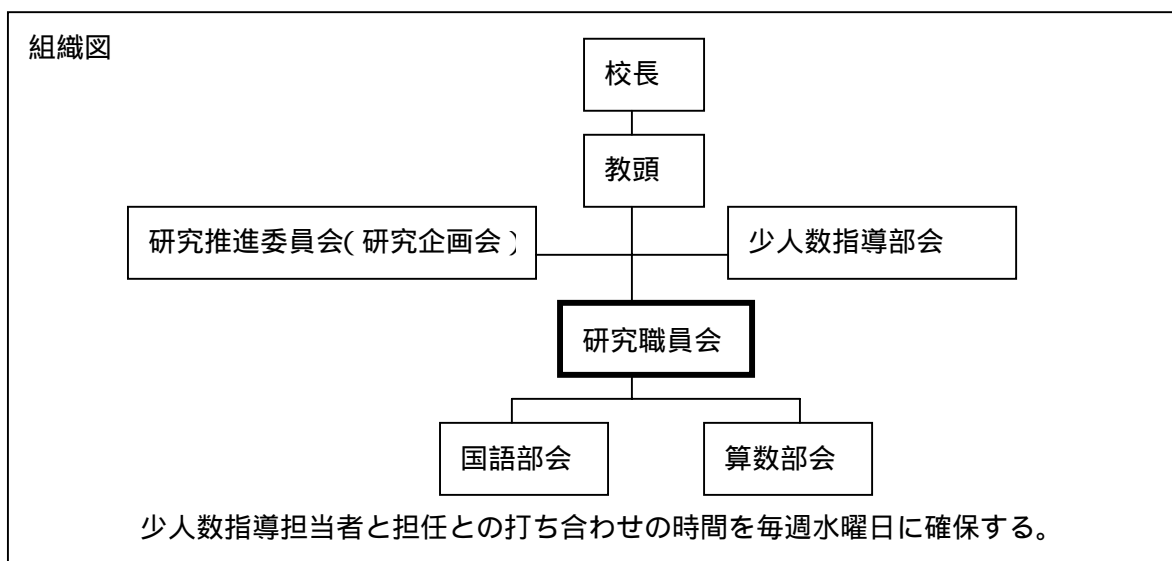 組織図
校長
教頭
研究推進委員会(研究企画会)
少人数指導部会
研究職員会
国語部会
算数部会
少人数指導担当者と担任との打ち合わせの時間を毎週水曜日に確保する。